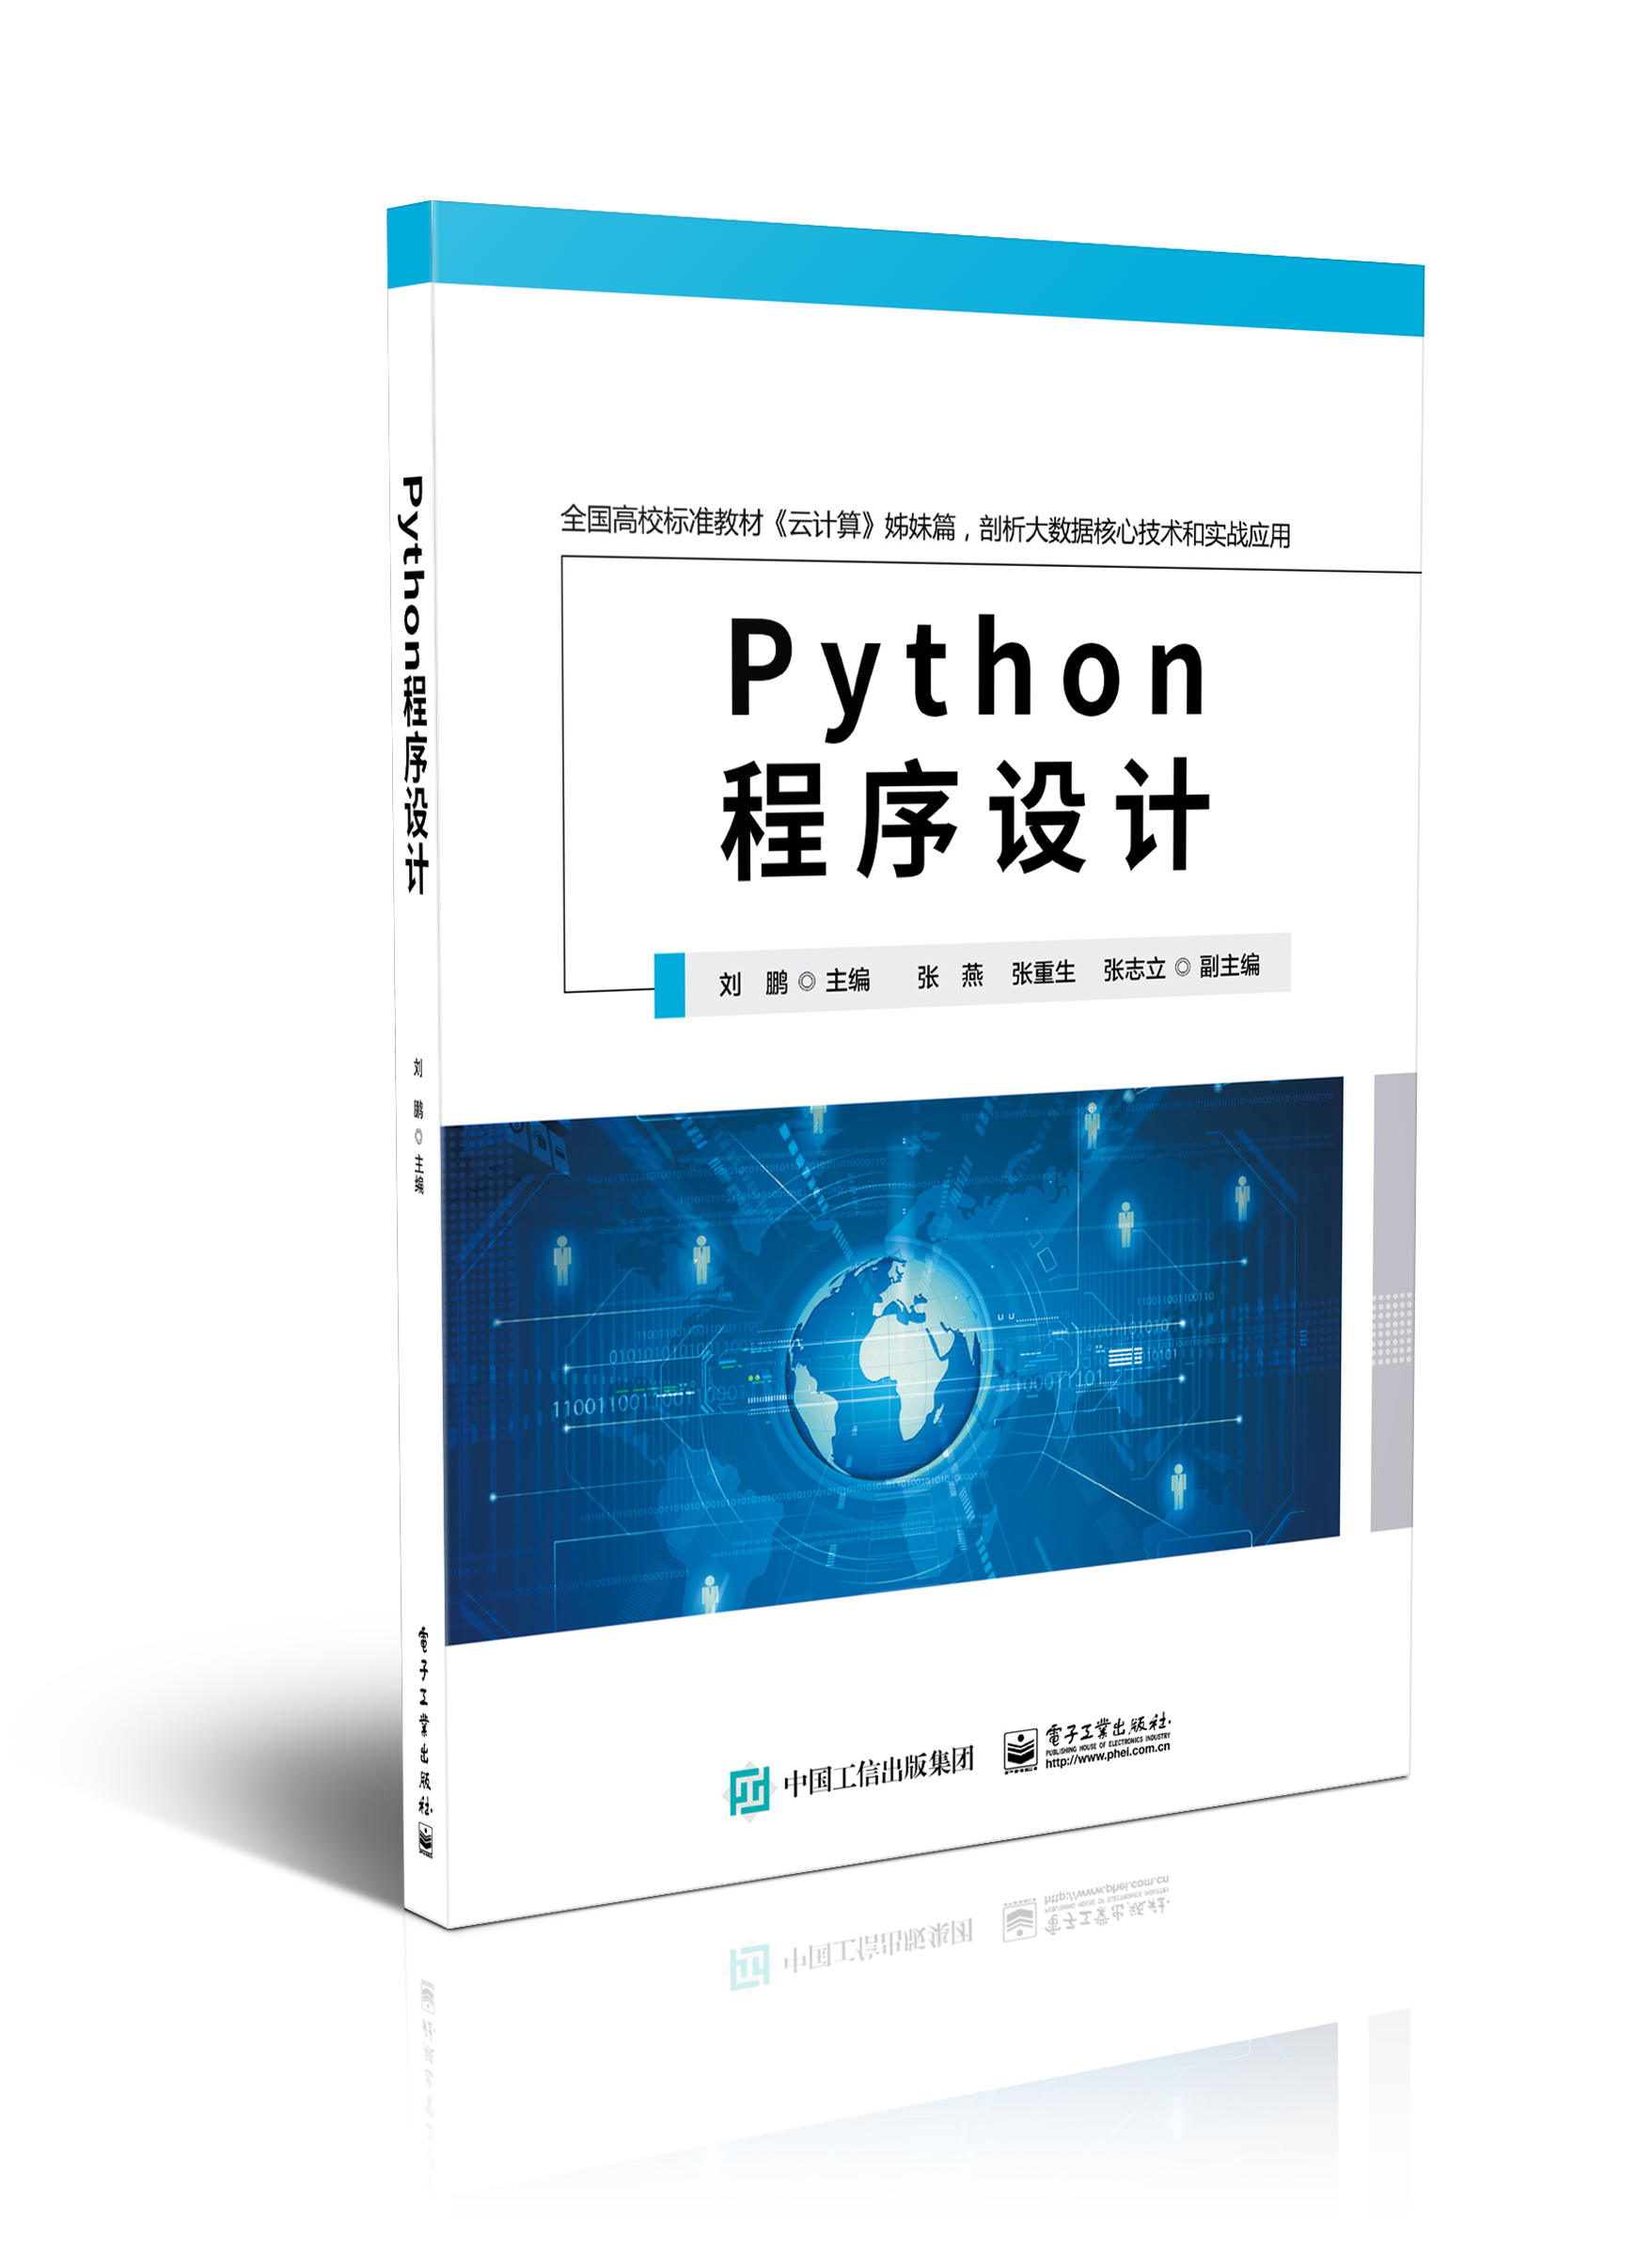 全国高校标准教材《云计算》姊妹篇，剖析大数据核心技术和实战应用
Python
程序设计
刘 鹏 ◎ 主编 张 燕 张重生 张志立 ◎ 副主编
中国工信出版集团
電子工業出版社.
PUBLISHING HOUSE OF ELECTRONICS INDUSTRY
http://www.phei.com.cn
Python程序设计
刘 鹏 ◎ 主编
電子工業出版社.